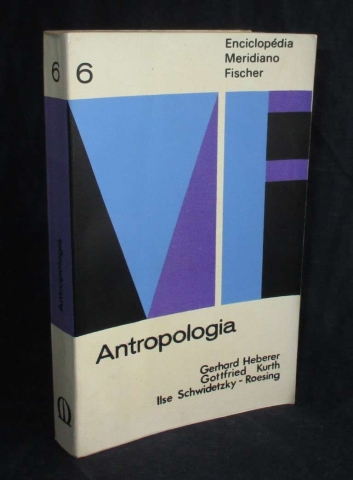 6
Antropologia
6
Enciclopédia
Meridiano
Fischer
Antropologia
Gerhard Heberer
Gottfried Kurth
Ilse Schwidetzky-Roesing